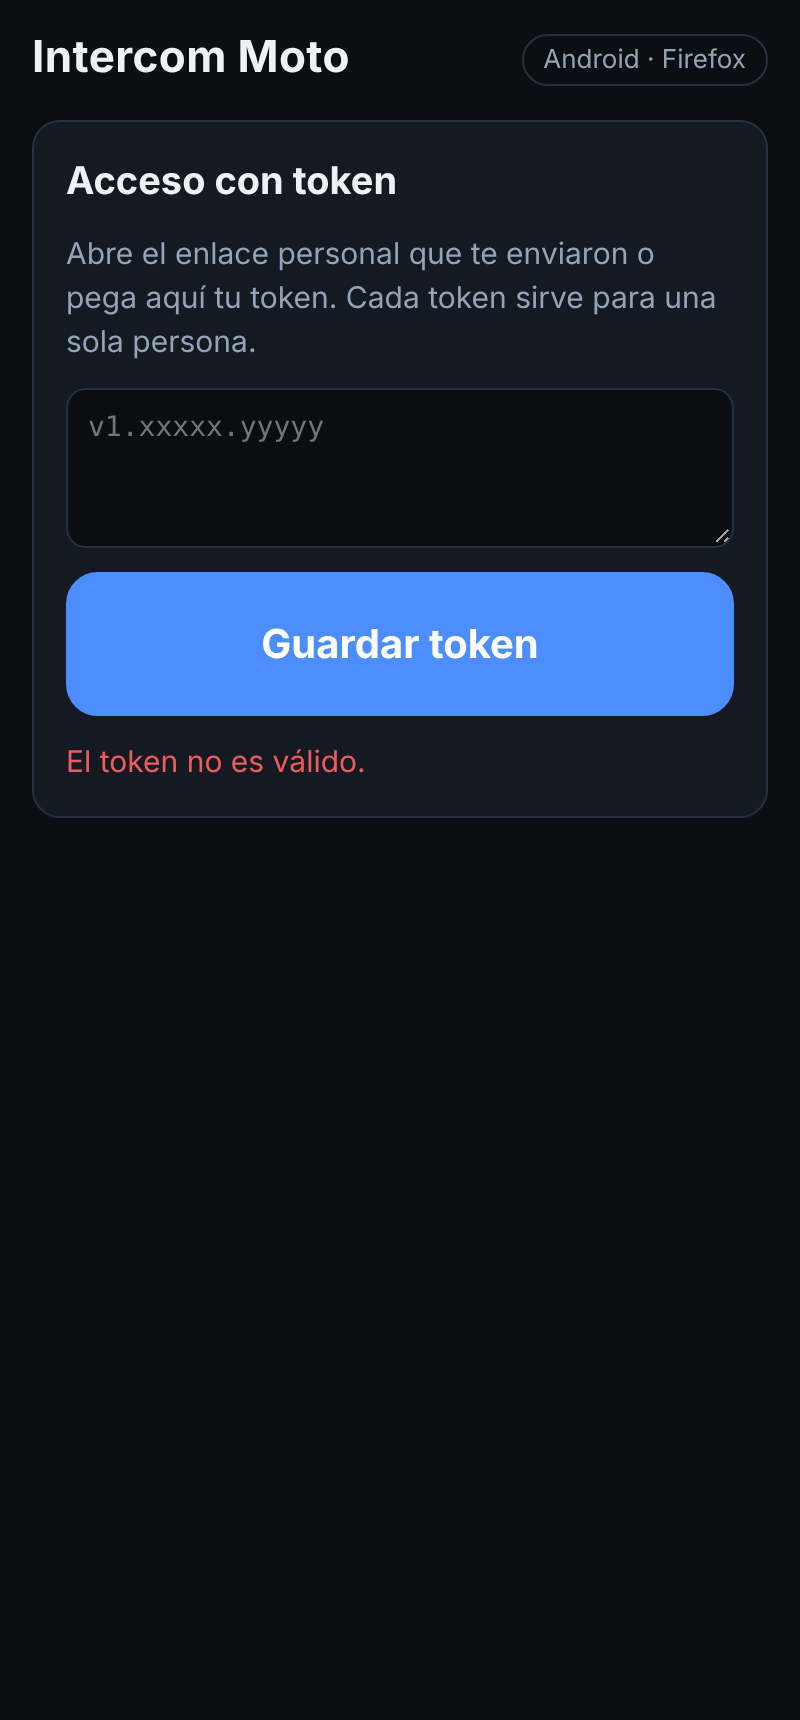 Intercom Moto
Android · Firefox
Acceso con token
Abre el enlace personal que te enviaron o
pega aquí tu token. Cada token sirve para una
sola persona.
v1.xxxxx.yyyyy
Guardar token
El token no es válido.